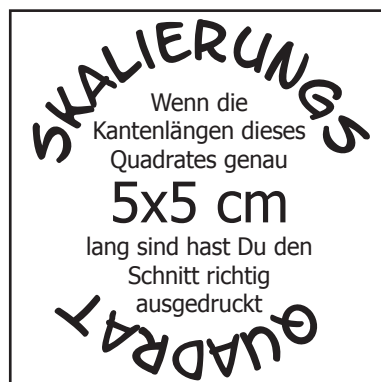 SKALIERUNGS
Wenn die
Kantenlängen dieses
Quadrates genau
5x5 cm
lang sind hast Du den
Schnitt richtig
ausgedruckt
QUADRAT